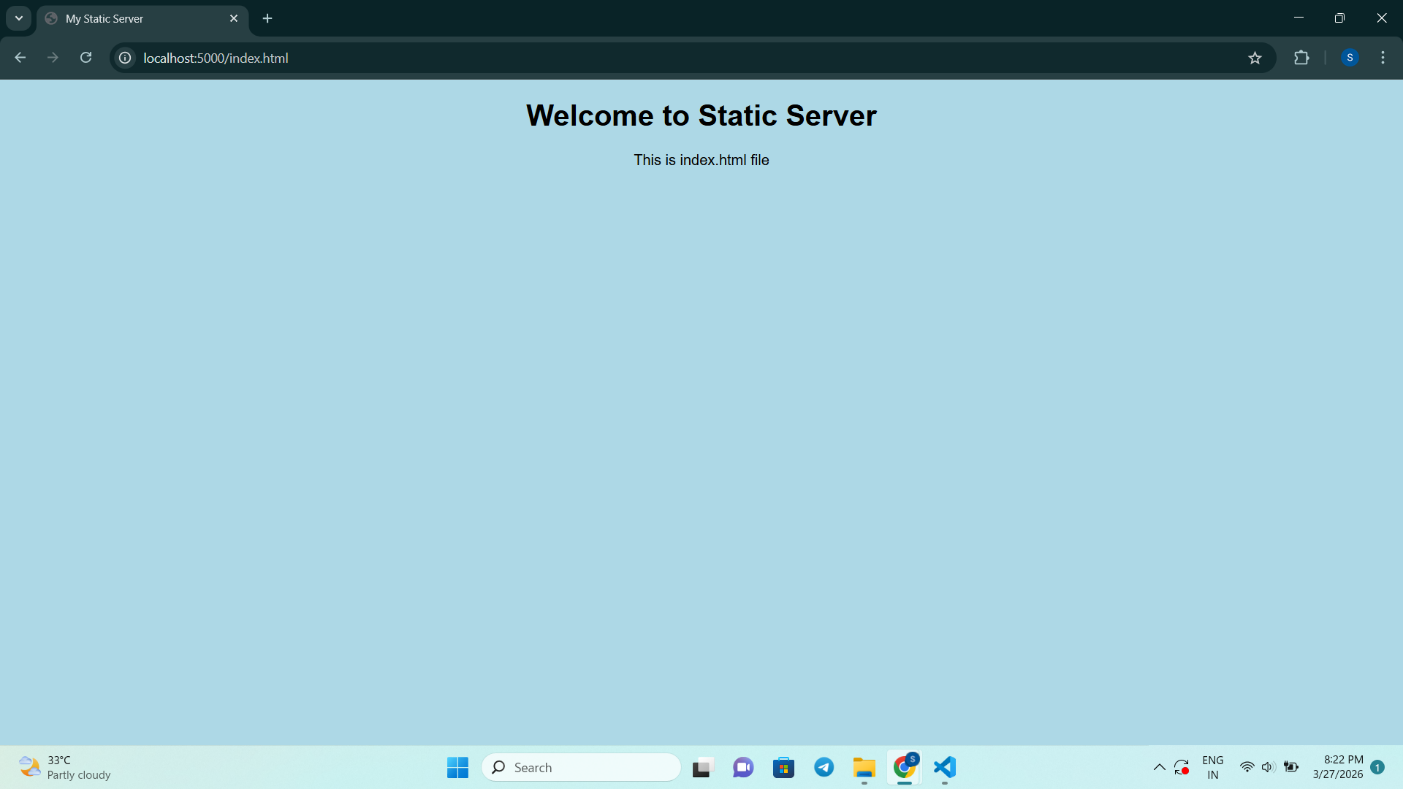 My Static Server
localhost:5000/index.html
S
Welcome to Static Server
This is index.html file
33°C
Partly cloudy
Search
S
ENG
IN
8:22 PM
3/27/2026
1